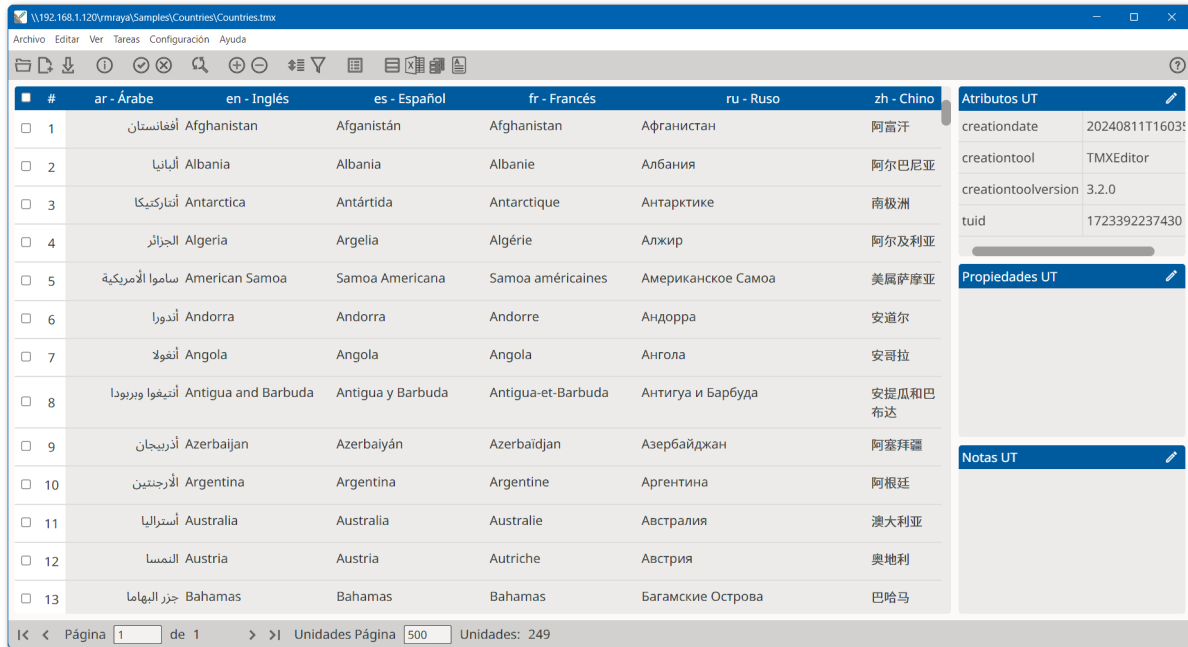 \\192.168.1.120\rmraya\Samples\Countries\Countries.tmx
Archivo Editar Ver Tareas Configuración Ayuda
# ar - Árabe en - Inglés es - Español fr - Francés ru - Ruso zh - Chino
1 أفغانستان Afghanistan Afganistán Afghanistan Афганистан 阿富汗
2 ألبانيا Albania Albania Albanie Албания 阿尔巴尼亚
3 أنتاركتيكا Antarctica Antártida Antarctique Антарктике 南极洲
4 الجزائر Algeria Argelia Algérie Алжир 阿尔及利亚
5 ساموا الأمريكية American Samoa Samoa Americana Samoa américaines Американское Самоа 美属萨摩亚
6 أندورا Andorra Andorra Andorre Андорра 安道尔
7 أنغولا Angola Angola Angola Ангола 安哥拉
8 أنتيغوا وبربودا Antigua and Barbuda Antigua y Barbuda Antigua-et-Barbuda Антигуа и Барбуда 安提瓜和巴
布达
9 أذربيجان Azerbaijan Azerbaiyán Azerbaïdjan Азербайджан 阿塞拜疆
10 الأرجنتين Argentina Argentina Argentine Аргентина 阿根廷
11 أستراليا Australia Australia Australie Австралия 澳大利亚
12 النمسا Austria Austria Autriche Австрия 奥地利
13 جزر البهاما Bahamas Bahamas Bahamas Багамские Острова 巴哈马
Atributos UT
creationdate 20240811T16035
creationtool TMXEditor
creationtoolversion 3.2.0
tuid 1723392237430
Propiedades UT
Notas UT
Página 1 de 1 Unidades Página 500 Unidades: 249